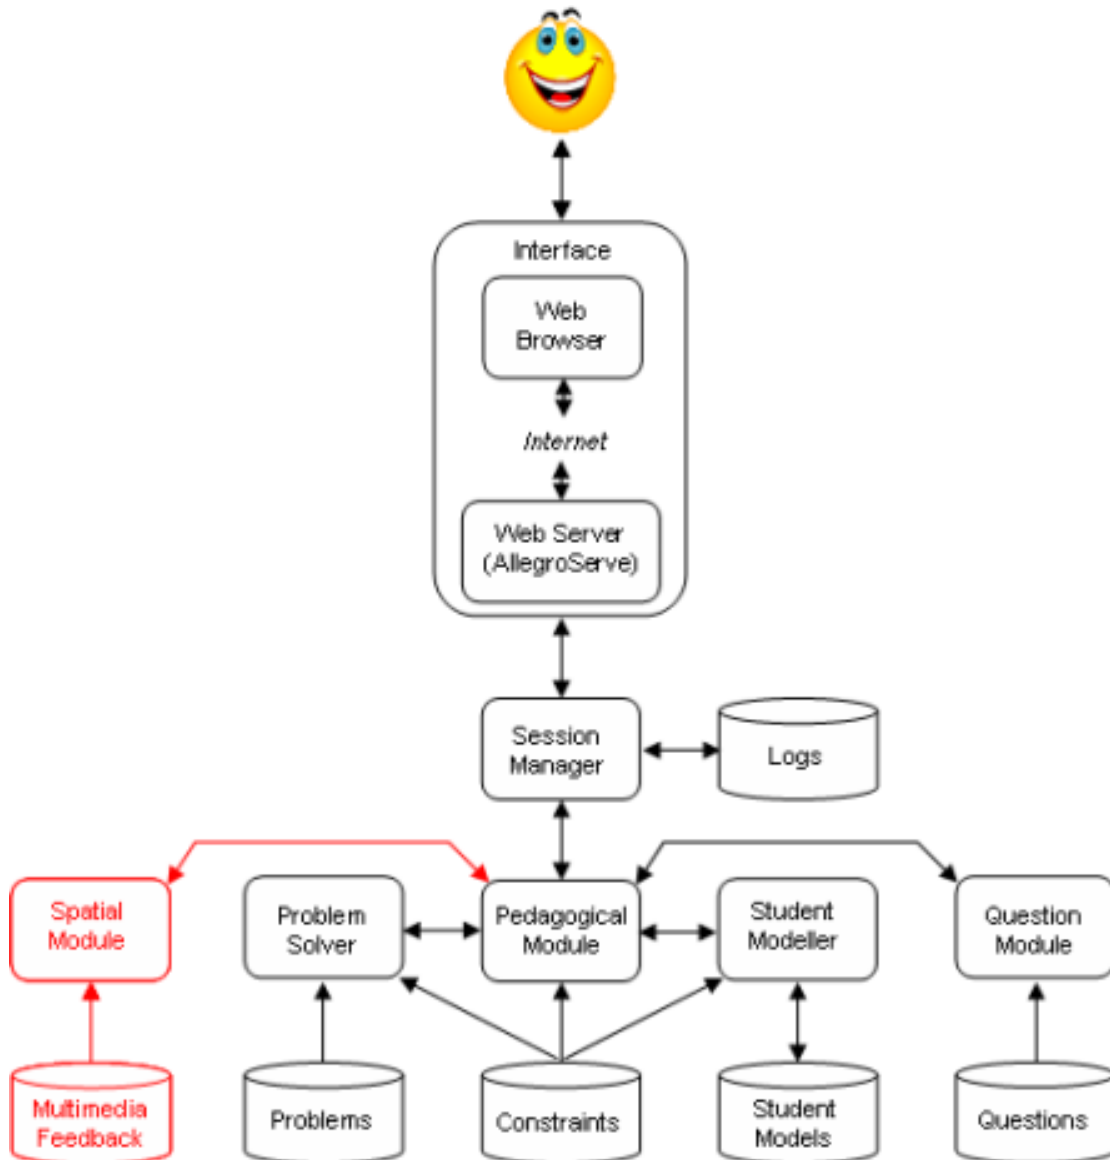 Interface
Web
Browser
Internet
Web Server
(AllegroServe)
Session
Manager
Logs
Spatial
Module
Problem
Solver
Pedagogical
Module
Student
Modeller
Question
Module
Multimedia
Feedback
Problems
Constraints
Student
Models
Questions